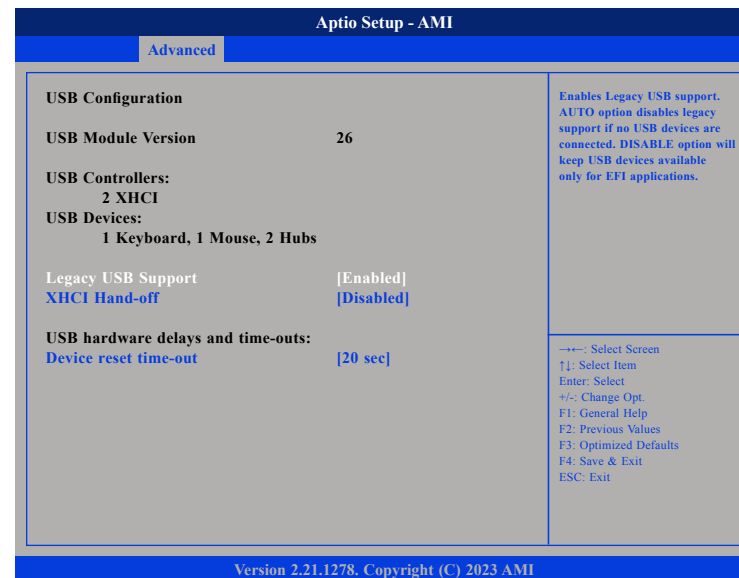 Aptio Setup - AMI
Advanced
USB Configuration
USB Module Version 26
USB Controllers:
2 XHCI
USB Devices:
1 Keyboard, 1 Mouse, 2 Hubs
Legacy USB Support [Enabled]
XHCI Hand-off [Disabled]
USB hardware delays and time-outs:
Device reset time-out [20 sec]
Enables Legacy USB support.
AUTO option disables legacy
support if no USB devices are
connected. DISABLE option will
keep USB devices available
only for EFI applications.
→←: Select Screen
↑↓: Select Item
Enter: Select
+/-: Change Opt.
F1: General Help
F2: Previous Values
F3: Optimized Defaults
F4: Save & Exit
ESC: Exit
Version 2.21.1278. Copyright (C) 2023 AMI